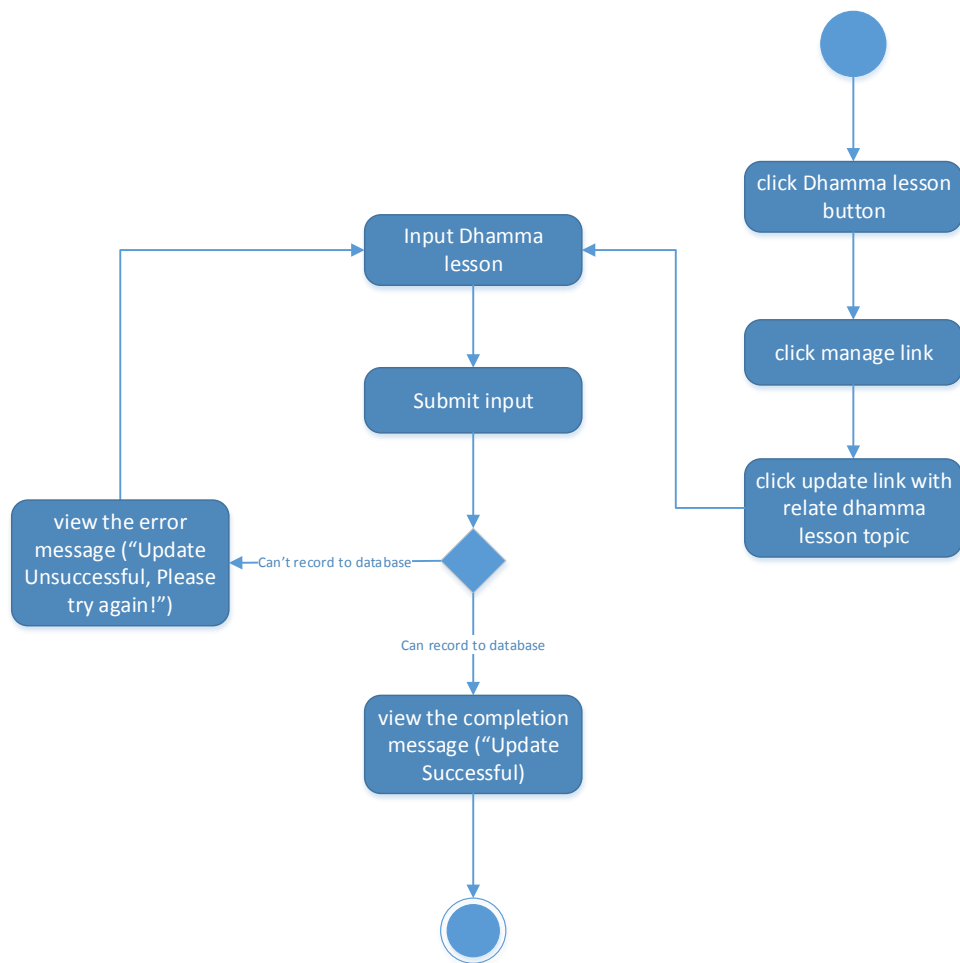 click Dhamma lesson
button
click manage link
click update link with
relate dhamma
lesson topic
Input Dhamma
lesson
Submit input
Can't record to database
view the error
message (“Update
Unsuccessful, Please
try again!”)
Can record to database
view the completion
message (“Update
Successful)